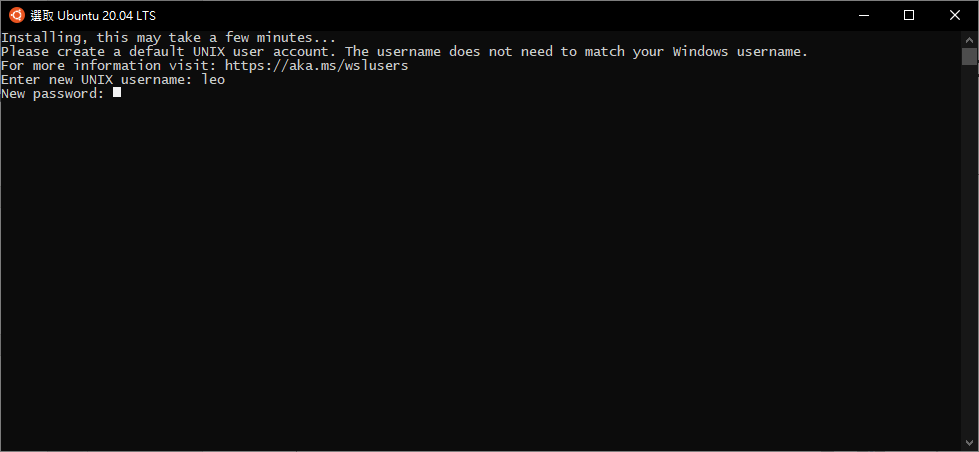 選取 Ubuntu 20.04 LTS
Installing, this may take a few minutes...
Please create a default UNIX user account. The username does not need to match your Windows username.
For more information visit: https://aka.ms/wslusers
Enter new UNIX username: leo
New password: